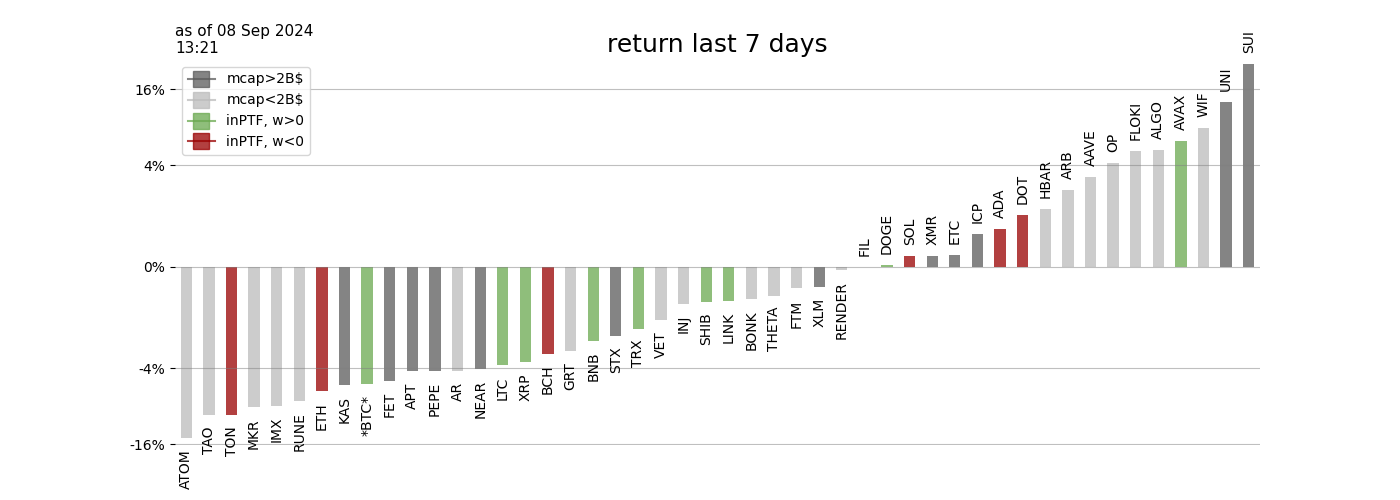 as of 08 Sep 2024
13:21
return last 7 days
mcap>2B$
mcap<2B$
inPTF, w>0
inPTF, w<0
16%
4%
0%
-4%
-16%
ATOM
TAO
TON
MKR
IMX
RUNE
ETH
KAS
*BTC*
FET
APT
PEPE
AR
NEAR
LTC
XRP
BCH
GRT
BNB
STX
TRX
VET
INJ
SHIB
LINK
BONK
THETA
FTM
XLM
RENDER
FIL
DOGE
SOL
XMR
ETC
ICP
ADA
DOT
HBAR
ARB
AAVE
OP
FLOKI
ALGO
AVAX
WIF
UNI
SUI